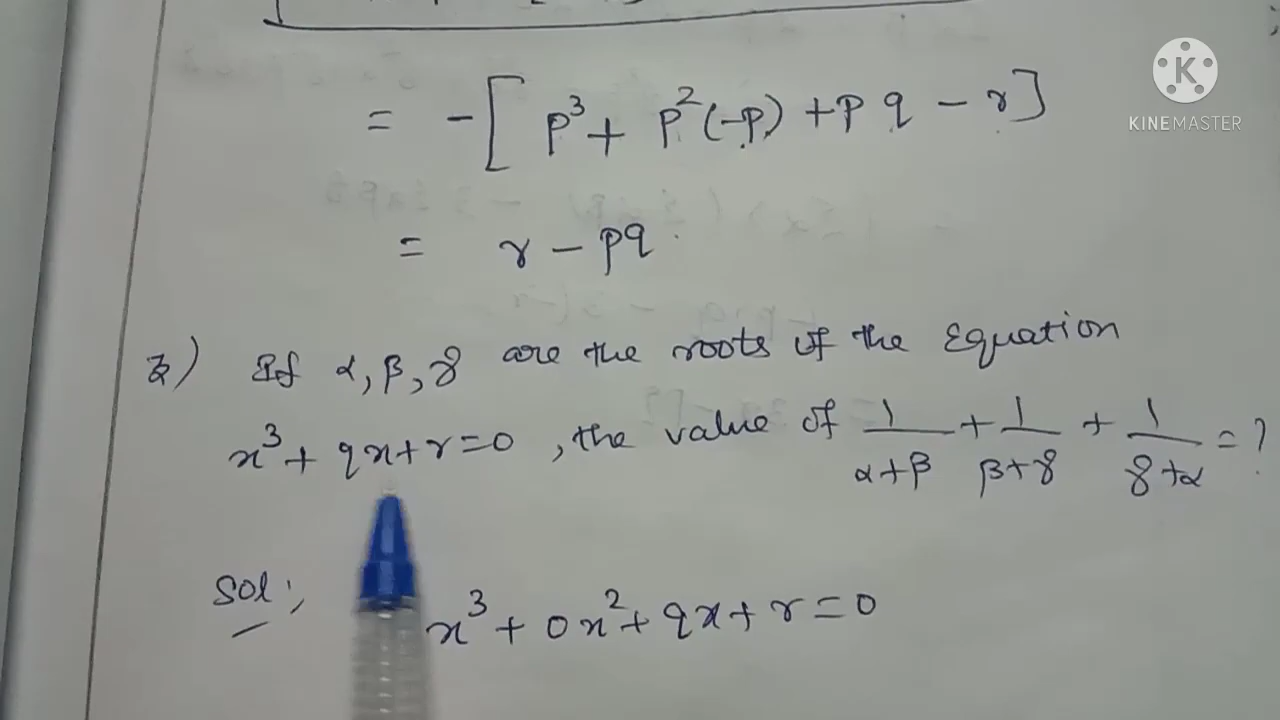 K
KINEMASTER
= - [ p³ + p²(-p) + p q - r ]
= r - pq.
3) If α, β, γ are the roots of the Equation
x³ + qx + r = 0 , the value of 1/(α+β) + 1/(β+γ) + 1/(γ+α) = ?
Sol:,
x³ + 0x² + qx + r = 0